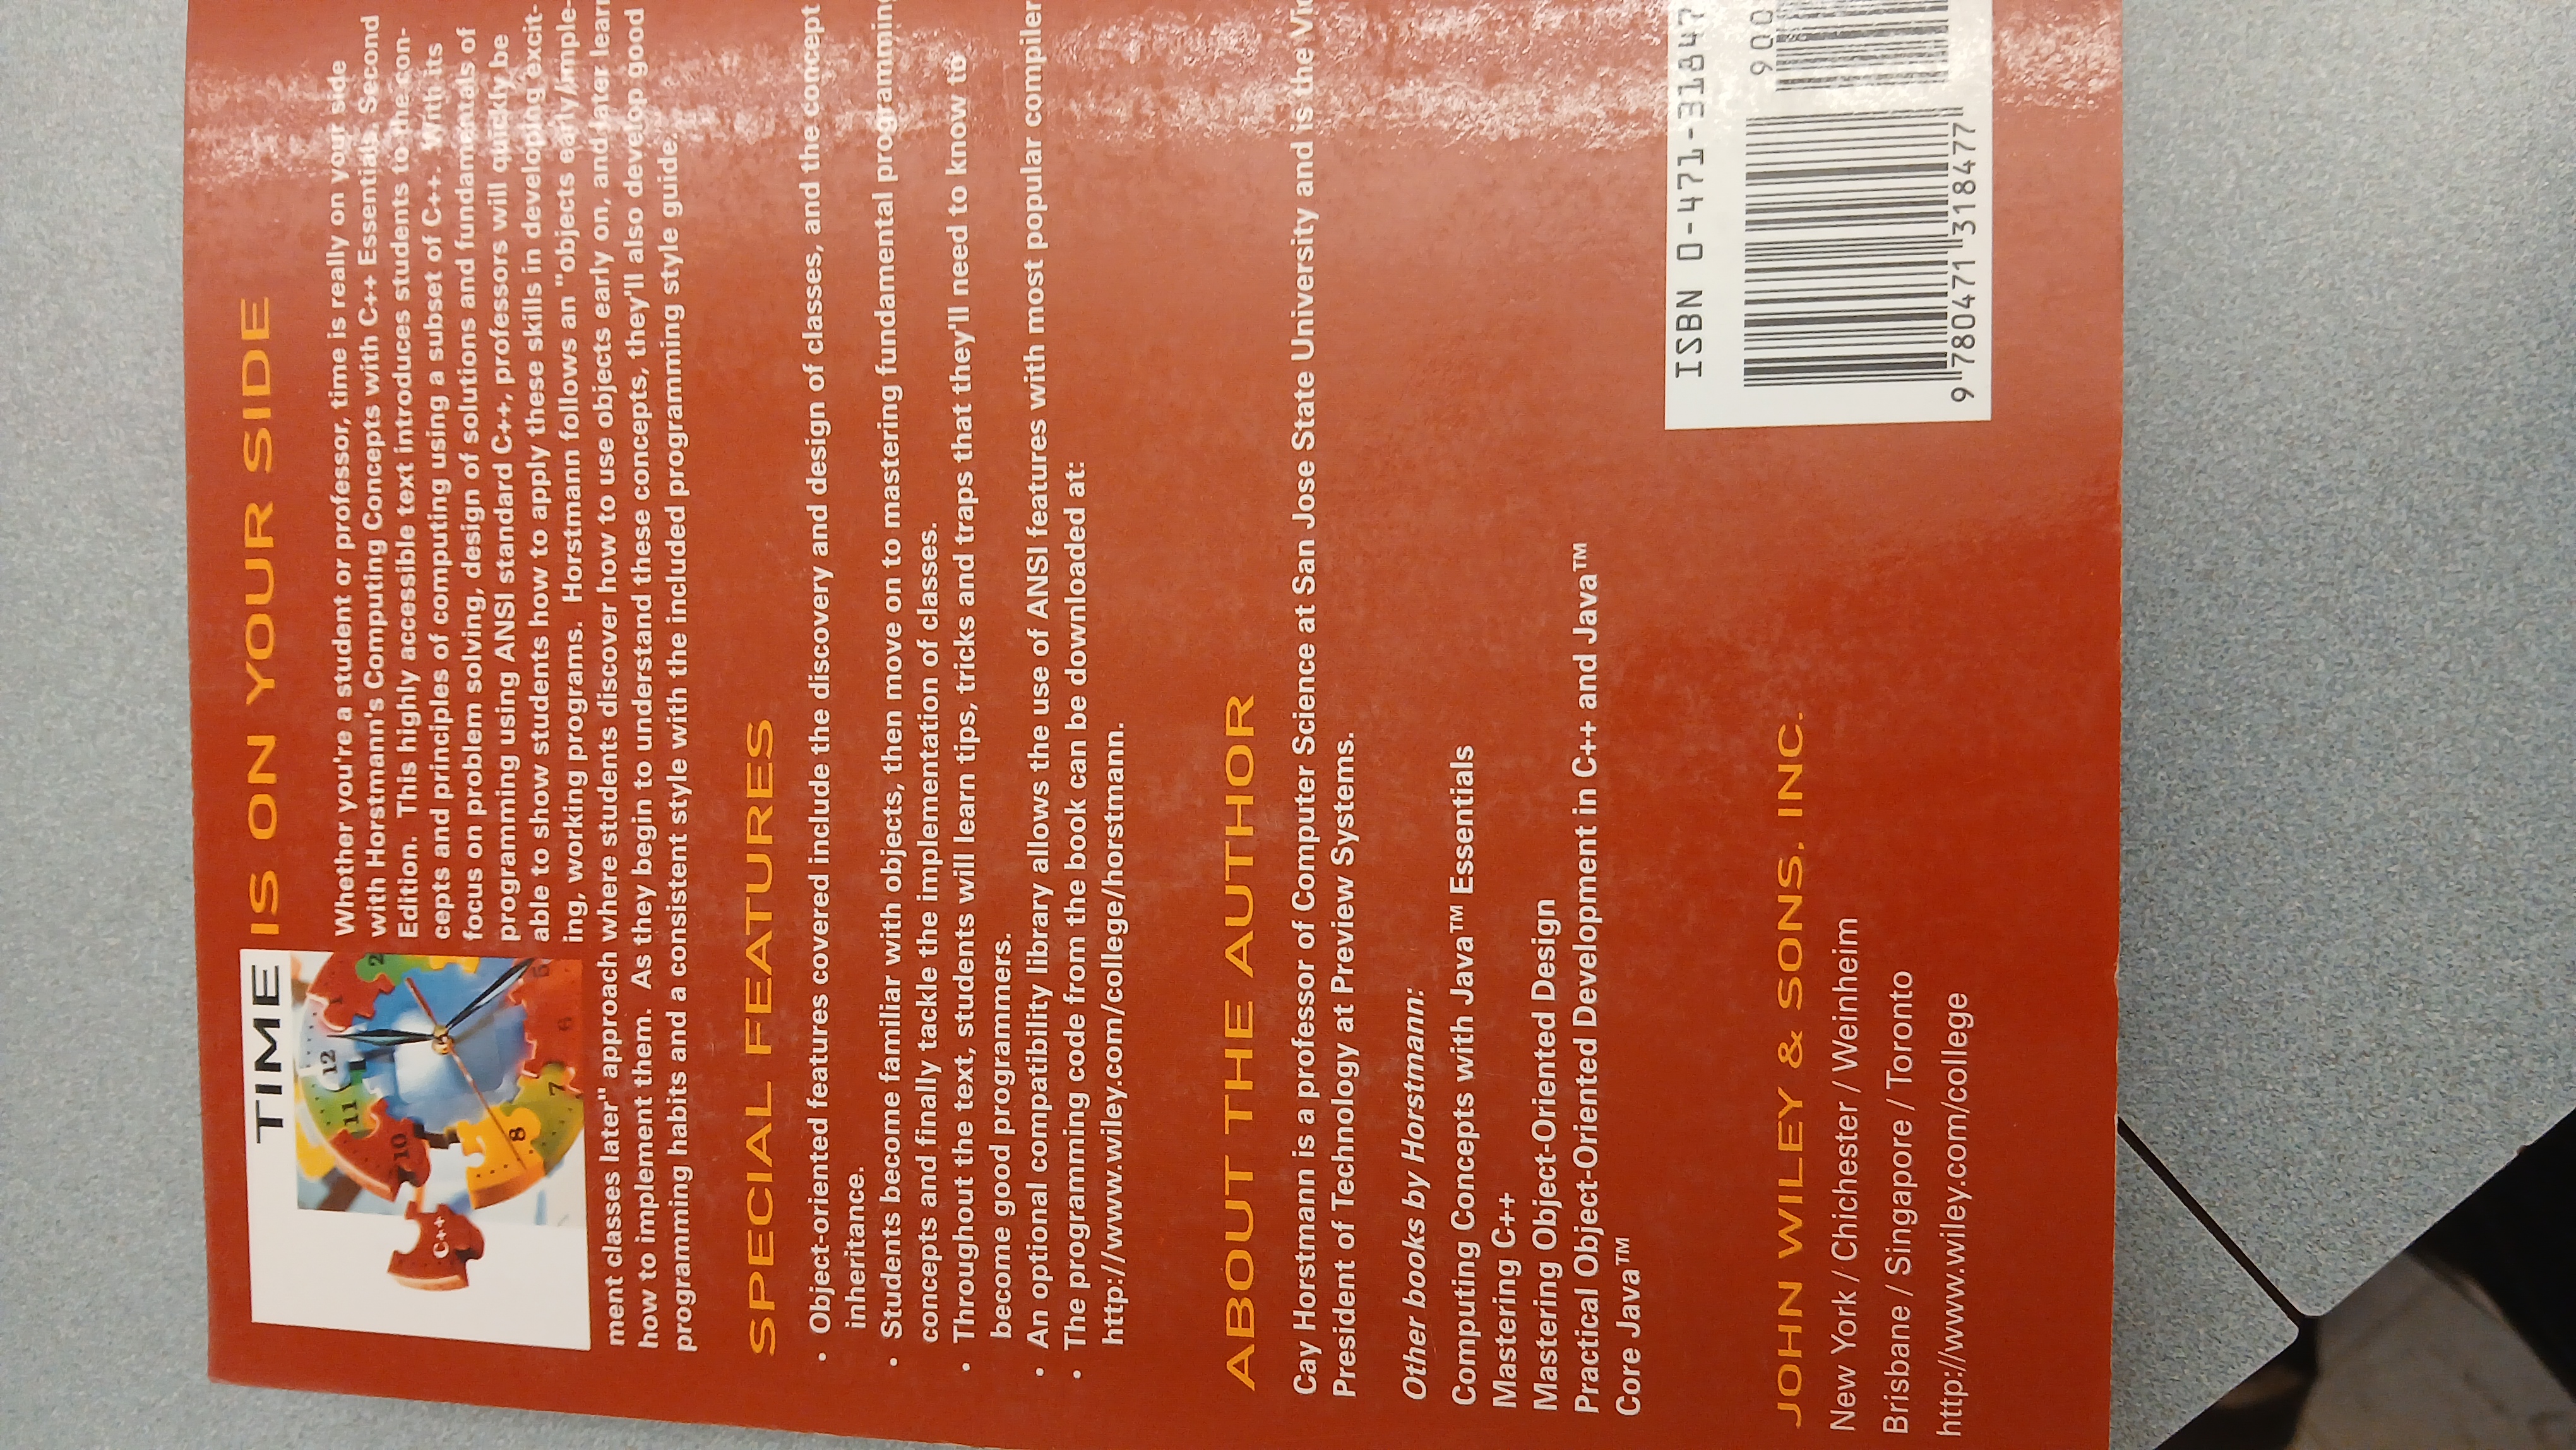 TIME IS ON YOUR SIDE
12
1
11
2
10
C++
8
7
6
5
Whether you're a student or professor, time is really on your side
with Horstmann's Computing Concepts with C++ Essentials, Second
Edition. This highly accessible text introduces students to the con-
cepts and principles of computing using a subset of C++. With its
focus on problem solving, design of solutions and fundamentals of
programming using ANSI standard C++, professors will quickly be
able to show students how to apply these skills in developing excit-
ing, working programs. Horstmann follows an "objects early/imple-
ment classes later" approach where students discover how to use objects early on, and later learn
how to implement them. As they begin to understand these concepts, they'll also develop good
programming habits and a consistent style with the included programming style guide.
SPECIAL FEATURES
• Object-oriented features covered include the discovery and design of classes, and the concept
inheritance.
• Students become familiar with objects, then move on to mastering fundamental programming
concepts and finally tackle the implementation of classes.
• Throughout the text, students will learn tips, tricks and traps that they'll need to know to
become good programmers.
• An optional compatibility library allows the use of ANSI features with most popular compiler
• The programming code from the book can be downloaded at:
http://www.wiley.com/college/horstmann.
ABOUT THE AUTHOR
Cay Horstmann is a professor of Computer Science at San Jose State University and is the
President of Technology at Preview Systems.
Other books by Horstmann:
Computing Concepts with Java™ Essentials
Mastering C++
Mastering Object-Oriented Design
Practical Object-Oriented Development in C++ and Java™
Core Java™
ISBN 0-471-31847
900
9 780471 318477
JOHN WILEY & SONS, INC.
New York / Chichester / Weinheim
Brisbane / Singapore / Toronto
http://www.wiley.com/college